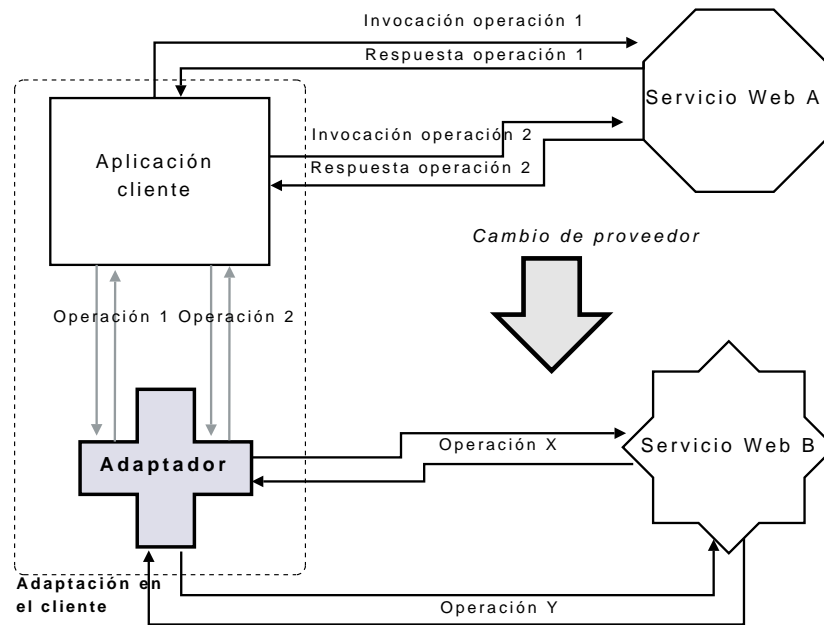 Invocación operación 1
Respuesta operación 1
Servicio Web A
Invocación operación 2
Aplicación
cliente
Respuesta operación 2
Cambio de proveedor
Operación 1
Operación 2
Operación X
Servicio Web B
Adaptador
Adaptación en
el cliente
Operación Y